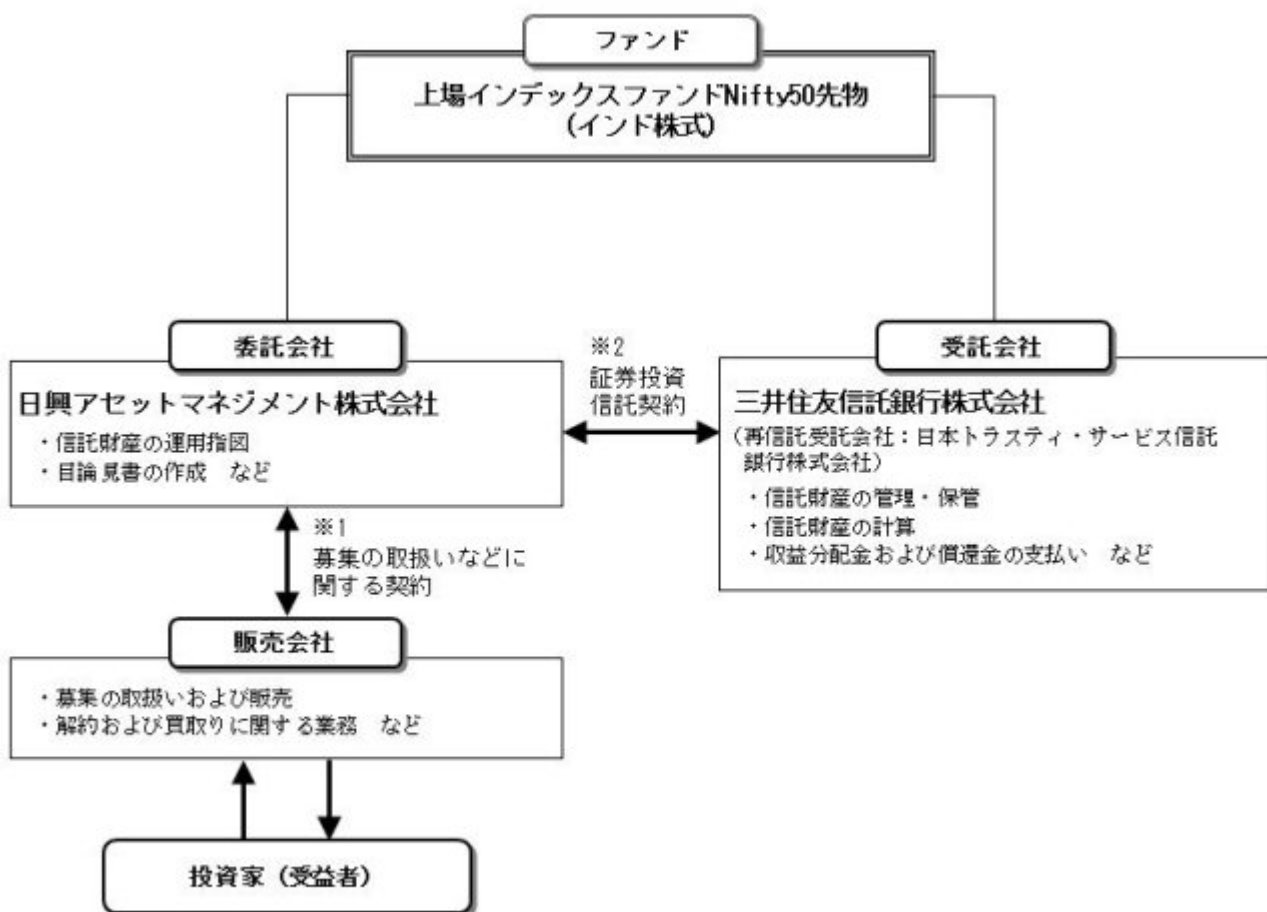 ファンド
上場インデックスファンドNifty50先物
(インド株式)
委託会社
日興アセットマネジメント株式会社
・信託財産の運用指図
・目論見書の作成　など
※2
証券投資
信託契約
受託会社
三井住友信託銀行株式会社
(再信託受託会社：日本トラスティ・サービス信託
銀行株式会社)
・信託財産の管理・保管
・信託財産の計算
・収益分配金および償還金の支払い　など
※1
募集の取扱いなどに
関する契約
販売会社
・募集の取扱いおよび販売
・解約および買取りに関する業務　など
投資家（受益者）